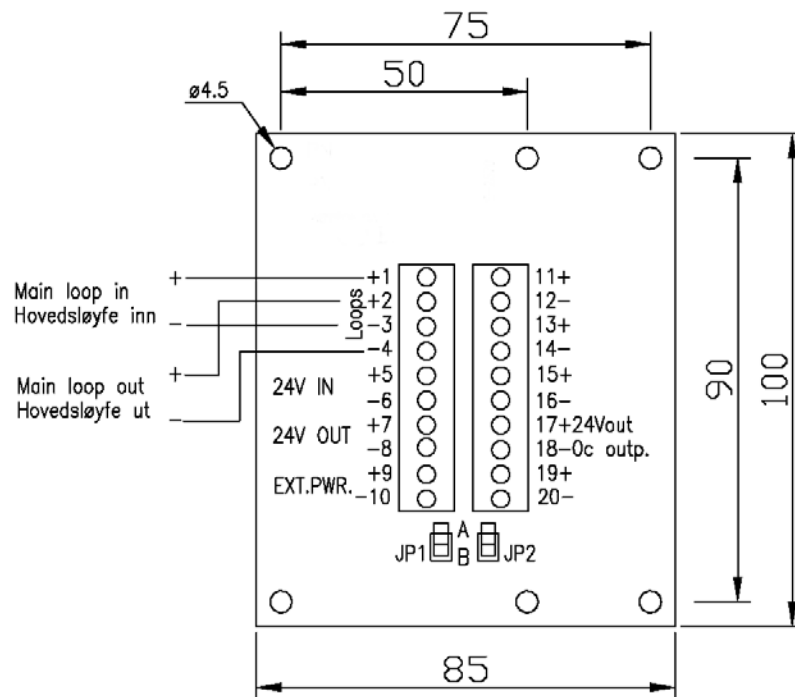 75
50
ø4.5
+1
11+
+
Main loop in
Hovedsløyfe inn
-
Loops
+2
12-
-3
13+
-4
14-
+
Main loop out
Hovedsløyfe ut
-
24V IN
+5
15+
-6
16-
24V OUT
+7
17+24Vout
-8
18-Oc outp.
EXT.PWR.
+9
19+
-10
20-
JP1
A
B
JP2
90
100
85